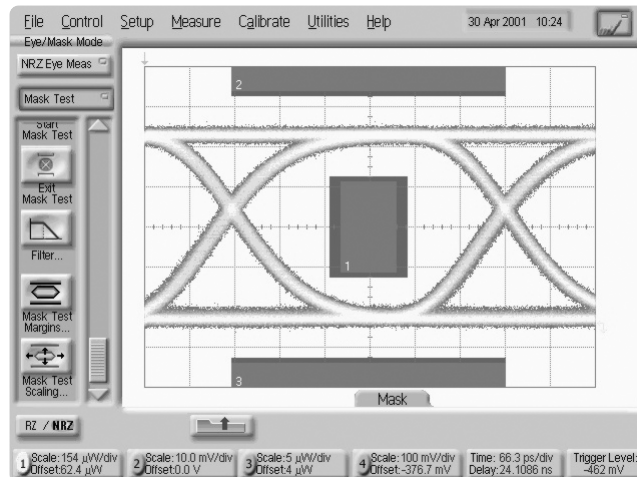 File Control Setup Measure Calibrate Utilities Help 30 Apr 2001 10:24
Eye/Mask Mode
NRZ Eye Meas
Mask Test
Start
Mask Test
Exit
Mask Test
Filter...
Mask Test
Margins...
Mask Test
Scaling...
2
1
3
Mask
RZ / NRZ
1 Scale: 154 µW/div
Offset:62.4 µW
2 Scale: 10.0 mV/div
Offset:0.0 V
3 Scale:5 µW/div
Offset:4 µW
4 Scale: 100 mV/div
Offset:-376.7 mV
Time: 66.3 ps/div
Delay:24.1086 ns
Trigger Level:
-462 mV